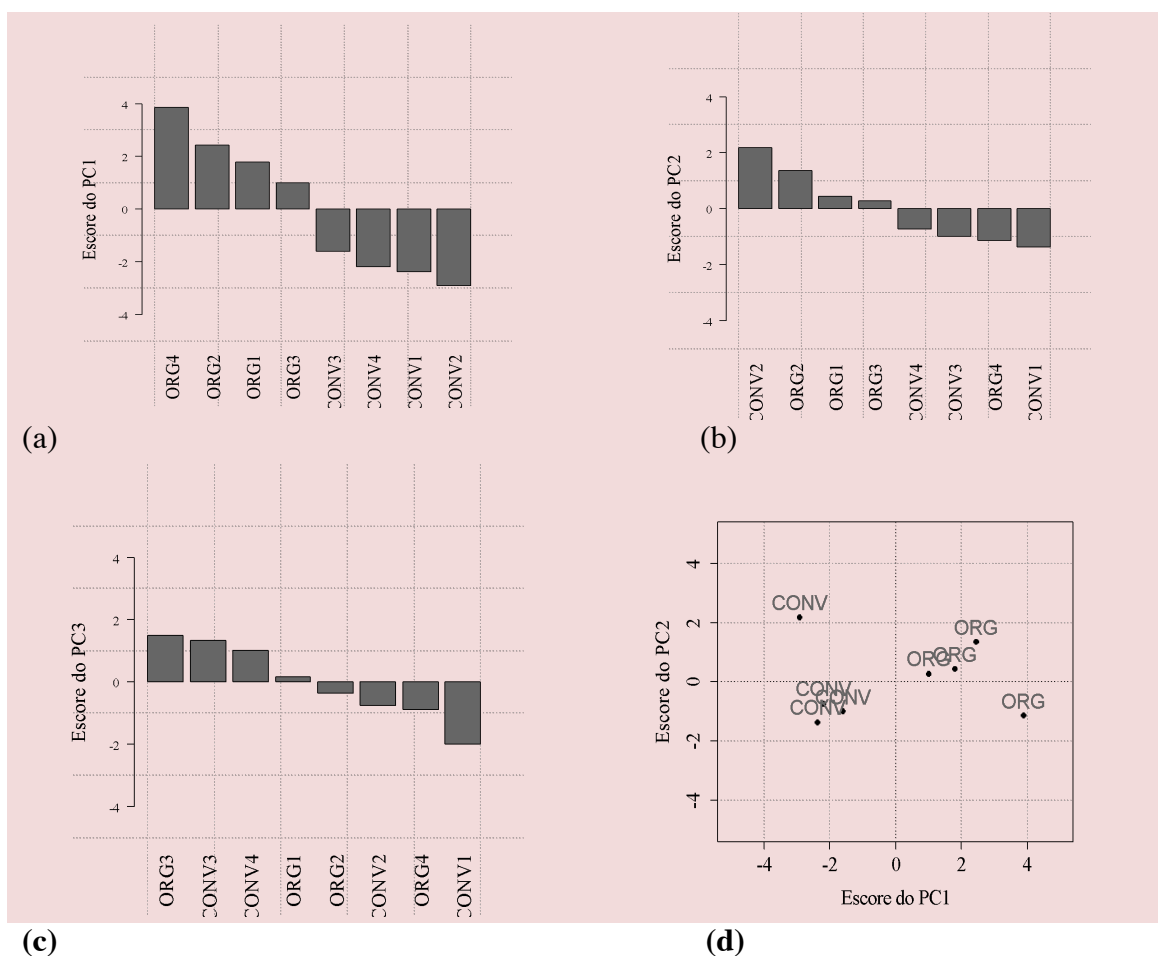 Escore do PC1
4
2
0
-2
-4
ORG4
ORG2
ORG1
ORG3
CONV3
CONV4
CONV1
CONV2
(a)
Escore do PC2
4
2
0
-2
-4
CONV2
ORG2
ORG1
ORG3
CONV4
CONV3
ORG4
CONV1
(b)
Escore do PC3
4
2
0
-2
-4
ORG3
CONV3
CONV4
ORG1
ORG2
CONV2
ORG4
CONV1
(c)
Escore do PC2
4
2
0
-2
-4
CONV
ORG
ORG
ORG
CONV
CONV
CONV
ORG
-4 -2 0 2 4
Escore do PC1
(d)